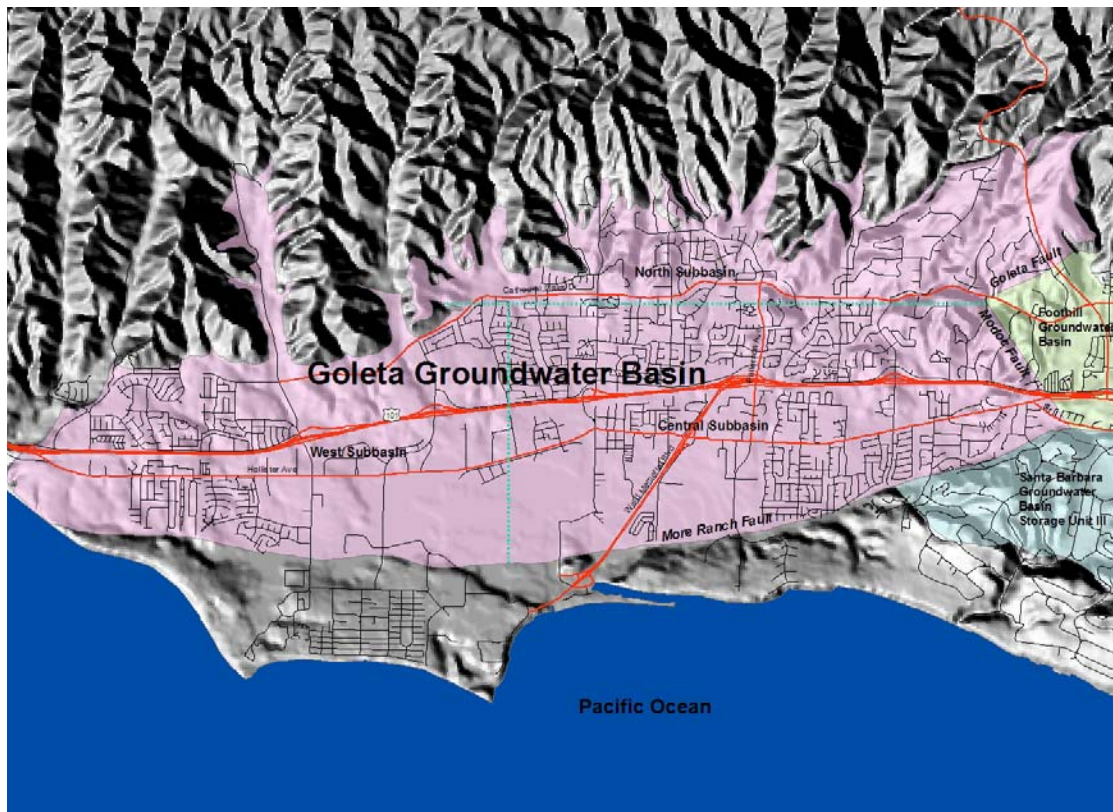 North Subbasin
Goleta Fault
Foothill
Groundwater
Basin
Modoc Fault
Goleta Groundwater Basin
101
Central Subbasin
West Subbasin
Hollister Ave
Santa Barbara
Groundwater
Basin
Storage Unit III
More Ranch Fault
Pacific Ocean